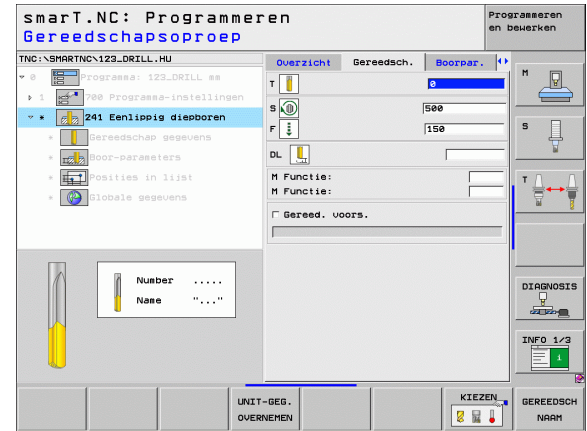 smarT.NC: Programmeren
Gereedschapsoproep
Programmeren
en bewerken
TNC:\SMARTNC\123_DRILL.HU
0 Programma: 123_DRILL mm
1 700 Programma-instellingen
* 241 Eenlippig diepboren
* Gereedschap gegevens
* Boor-parameters
* Posities in lijst
* Globale gegevens
Overzicht Gereedsch. Boorpar.
T 0
S 500
F 150
DL
M Functie:
M Functie:
Gereed. voors.
Number .....
Name "..."
M
S
T
DIAGNOSIS
INFO 1/3
UNIT-GEG.
OVERNEMEN
KIEZEN
GEREEDSCH
NAAM